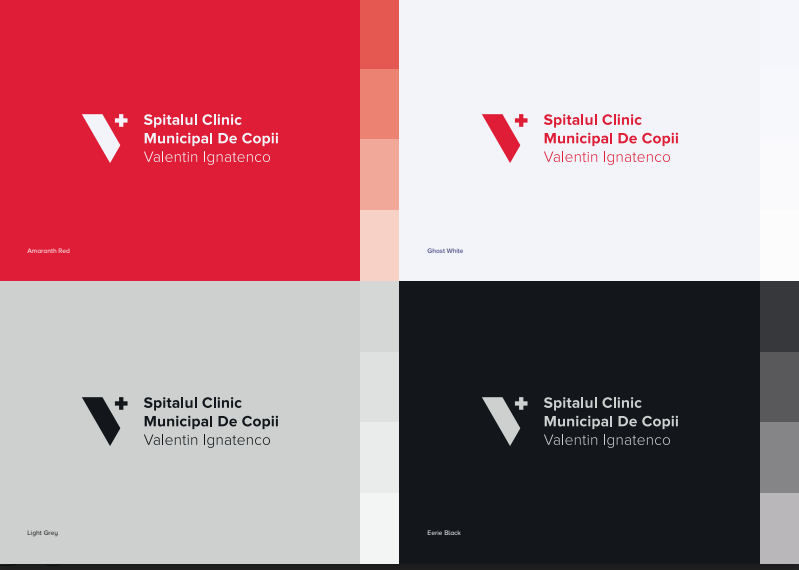 Spitalul Clinic
Municipal De Copii
Valentin Ignatenco
Amaranth Red
Spitalul Clinic
Municipal De Copii
Valentin Ignatenco
Ghost White
Spitalul Clinic
Municipal De Copii
Valentin Ignatenco
Light Grey
Spitalul Clinic
Municipal De Copii
Valentin Ignatenco
Eerie Black